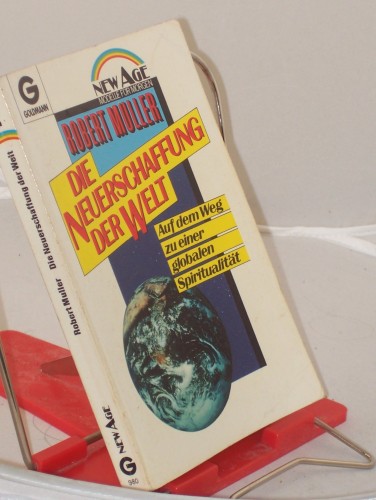 GOLDMANN
NEW AGE
MODELLE FÜR MORGEN
ROBERT MULLER
DIE
NEUERSCHAFFUNG
DER WELT
Auf dem Weg
zu einer
globalen
Spiritualität
Robert Muller Die Neuerschaffung der Welt
NEW AGE
G